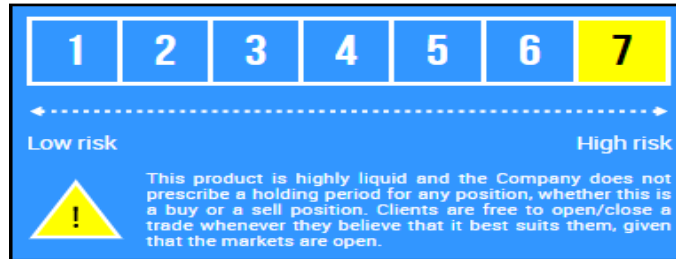 1 2 3 4 5 6 7
Low risk High risk
This product is highly liquid and the Company does not
prescribe a holding period for any position, whether this is
a buy or a sell position. Clients are free to open/close a
trade whenever they believe that it best suits them, given
that the markets are open.
!